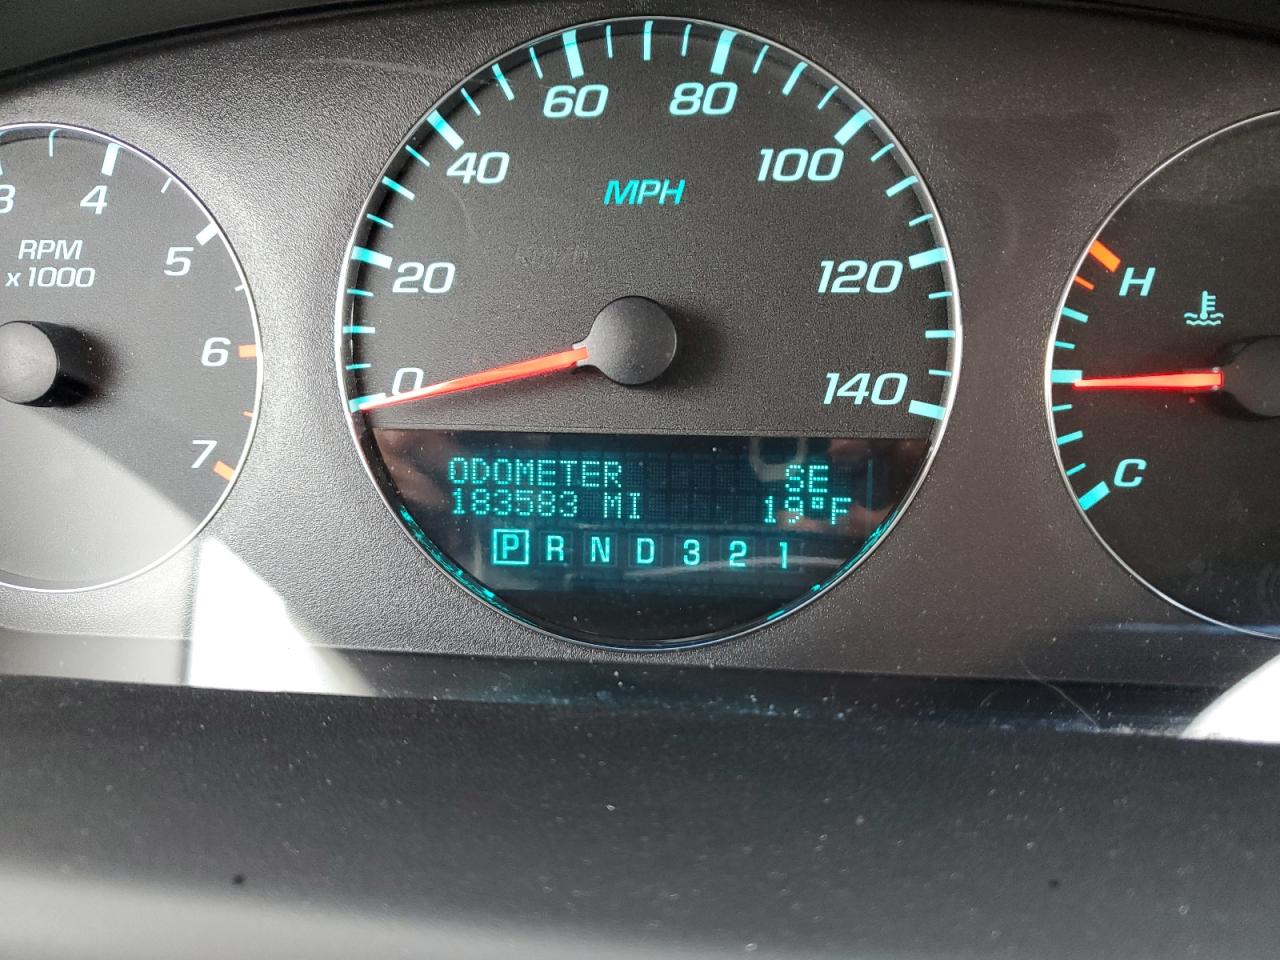 60 80
40 100
MPH
20 120
0 140
3 4 5 6 7
RPM
x1000
H
C
ODOMETER SE
183583 MI 19°F
P R N D 3 2 1